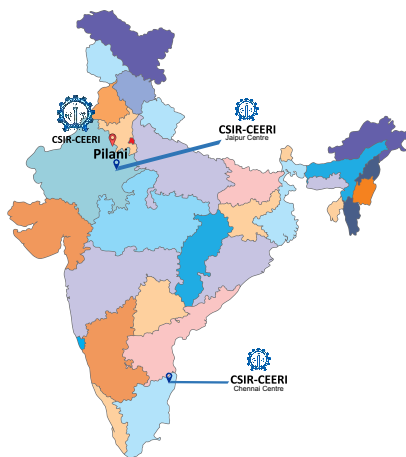 CSIR-CEERI
Pilani
CSIR-CEERI
Jaipur Centre
CSIR-CEERI
Chennai Centre